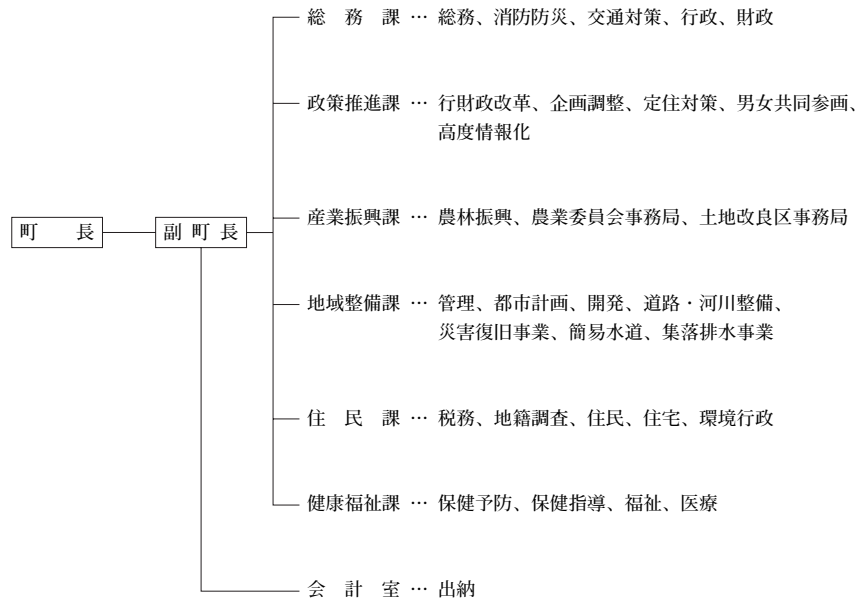 総　務　課 … 総務、消防防災、交通対策、行政、財政
政策推進課 … 行財政改革、企画調整、定住対策、男女共同参画、
高度情報化
町　　長
副 町 長
産業振興課 … 農林振興、農業委員会事務局、土地改良区事務局
地域整備課 … 管理、都市計画、開発、道路・河川整備、
災害復旧事業、簡易水道、集落排水事業
住　民　課 … 税務、地籍調査、住民、住宅、環境行政
健康福祉課 … 保健予防、保健指導、福祉、医療
会　計　室 … 出納